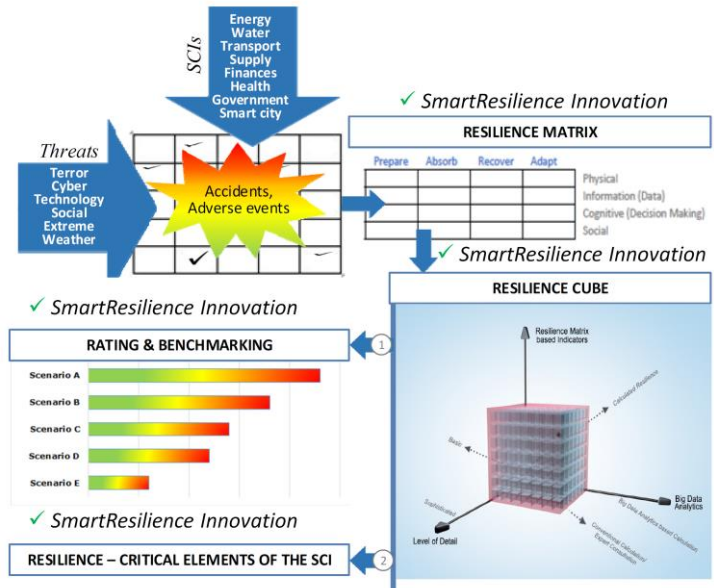 Energy
Water
Transport
Supply
Finances
Health
Government
Smart city
SCIs
Threats
Terror
Cyber
Technology
Social
Extreme
Weather
Accidents,
Adverse events
✓ SmartResilience Innovation
RESILIENCE MATRIX
Prepare Absorb Recover Adapt
Physical
Information (Data)
Cognitive (Decision Making)
Social
✓ SmartResilience Innovation
RESILIENCE CUBE
Resilience Matrix
based Indicators
Calculated Resilience
Basic
Sophisticated
Level of Detail
Big Data
Analytics
Big Data Analytics based Calculation
Conventional Calculation/
Expert Consultation
✓ SmartResilience Innovation
RATING & BENCHMARKING
1
Scenario A
Scenario B
Scenario C
Scenario D
Scenario E
✓ SmartResilience Innovation
RESILIENCE – CRITICAL ELEMENTS OF THE SCI
2